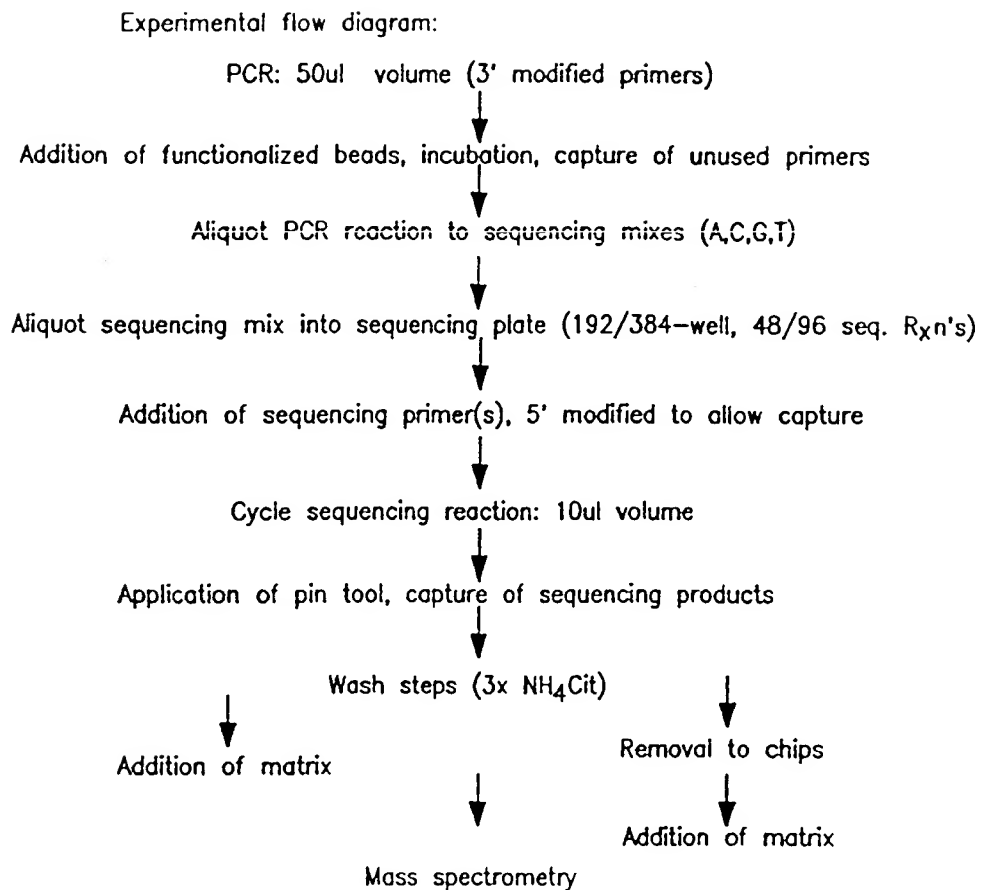 Experimental flow diagram:
PCR: 50ul volume (3' modified primers)
Addition of functionalized beads, incubation, capture of unused primers
Aliquot PCR reaction to sequencing mixes (A,C,G,T)
Aliquot sequencing mix into sequencing plate (192/384-well, 48/96 seq. RXn's)
Addition of sequencing primer(s), 5' modified to allow capture
Cycle sequencing reaction: 10ul volume
Application of pin tool, capture of sequencing products
Wash steps (3x NH4Cit)
Addition of matrix
Removal to chips
Addition of matrix
Mass spectrometry